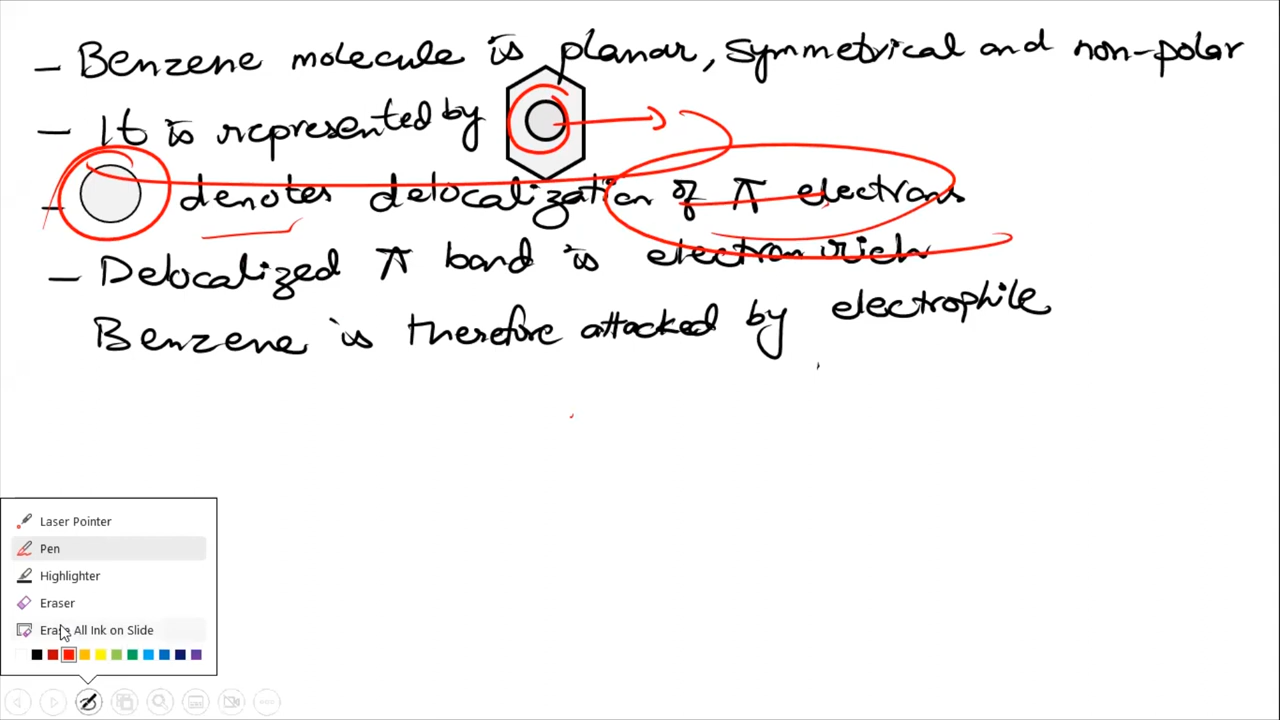 - Benzene molecule is planar, symmetrical and non-polar
- It is represented by
- denotes delocalization of π electrons
- Delocalized π bond is electron rich
Benzene is therefore attacked by electrophile
Laser Pointer
Pen
Highlighter
Eraser
Erase All Ink on Slide